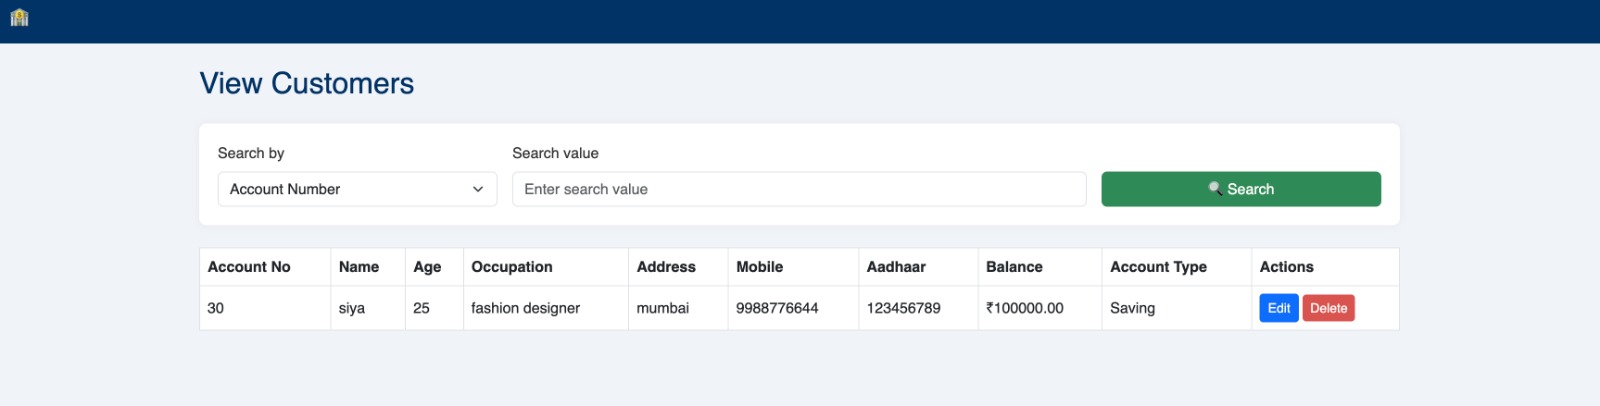 View Customers
Search by Search value
Account Number Enter search value Search
Account No Name Age Occupation Address Mobile Aadhaar Balance Account Type Actions
30 siya 25 fashion designer mumbai 9988776644 123456789 ₹100000.00 Saving Edit Delete